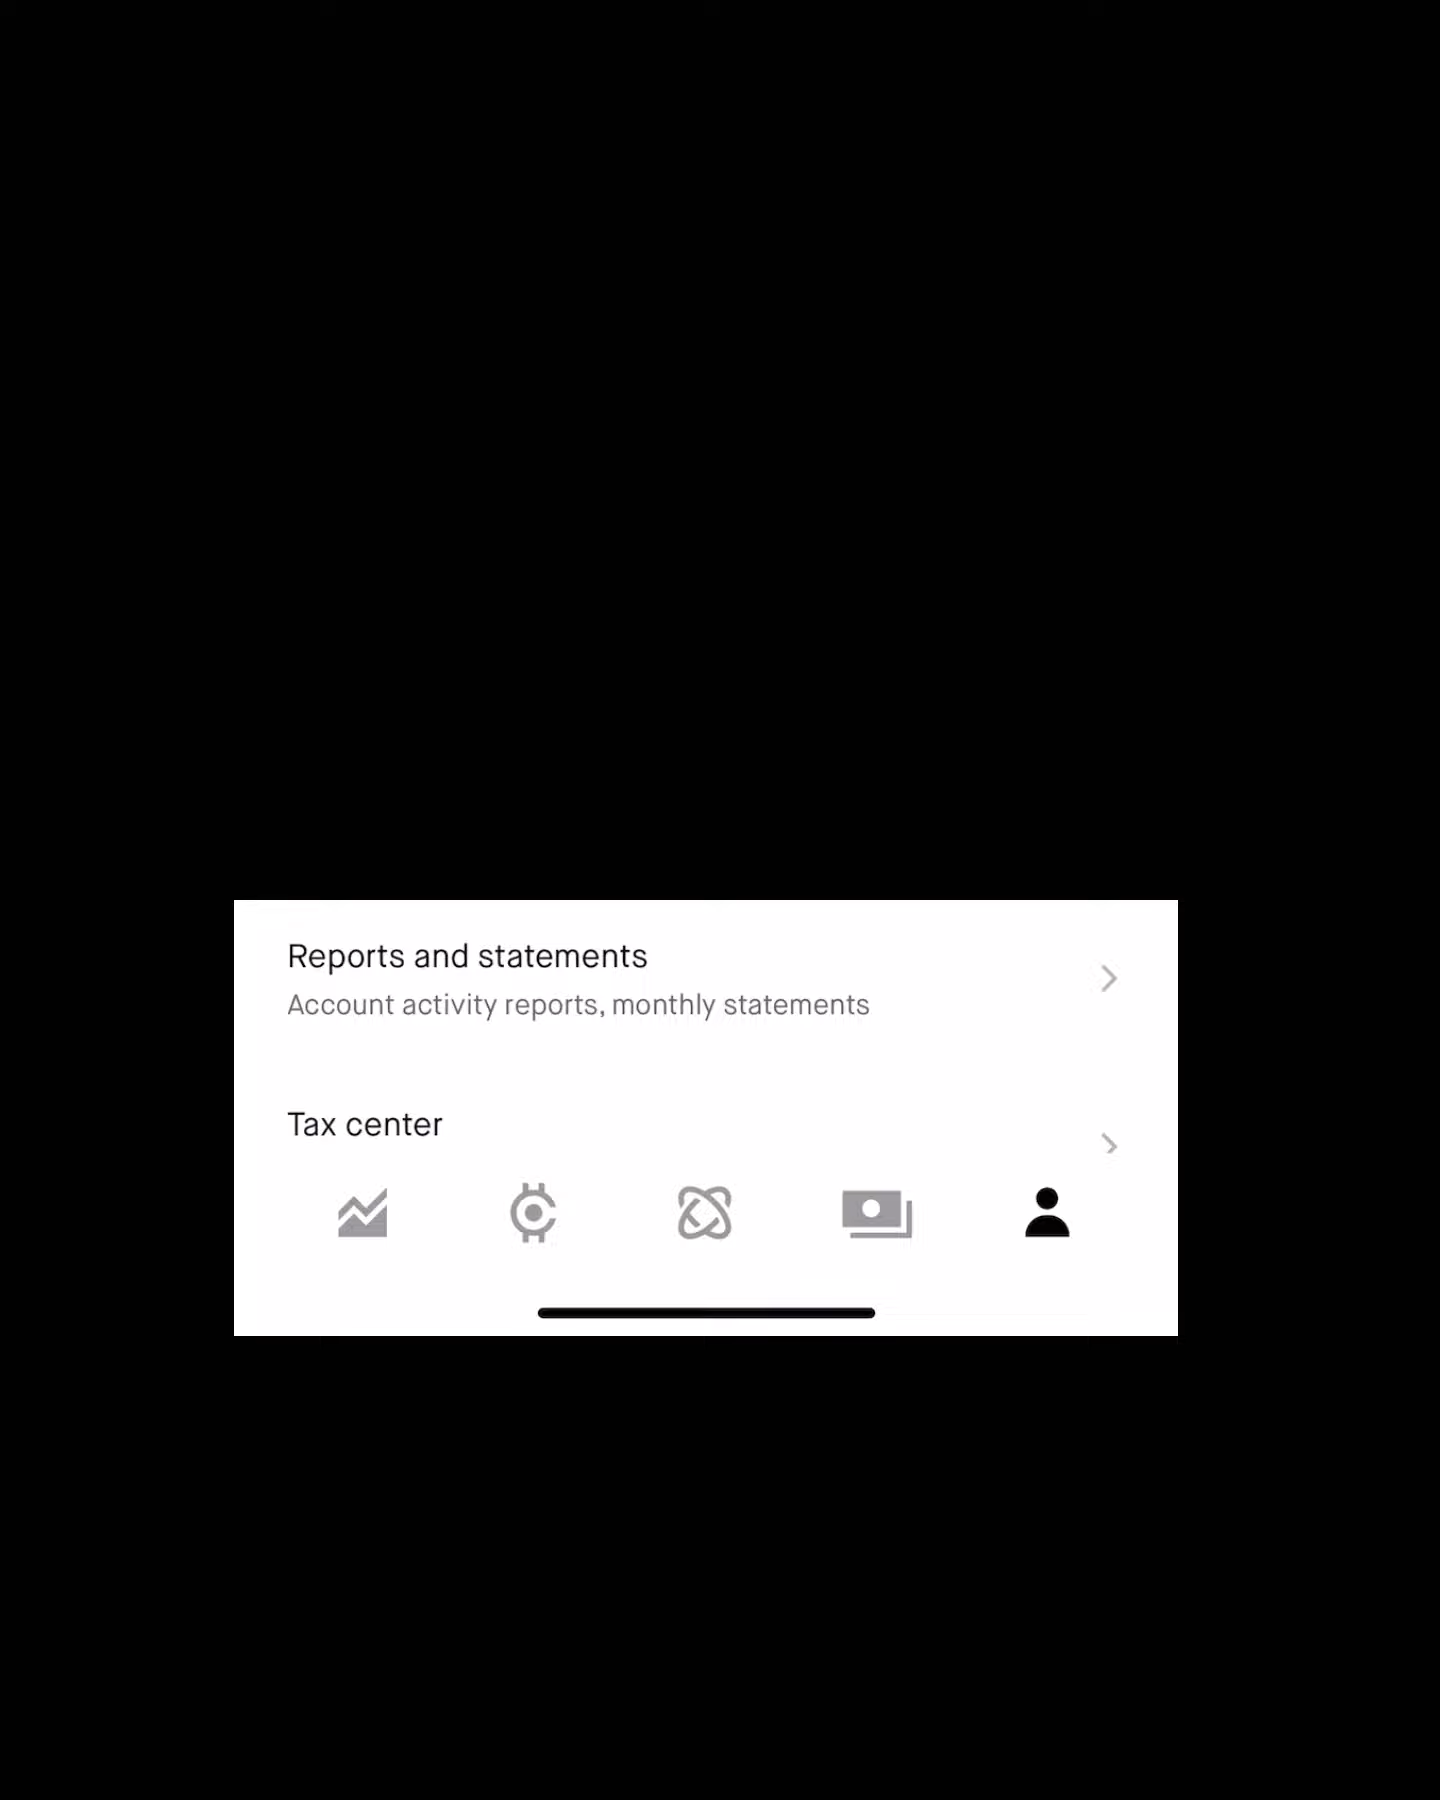 Reports and statements
Account activity reports, monthly statements
Tax center